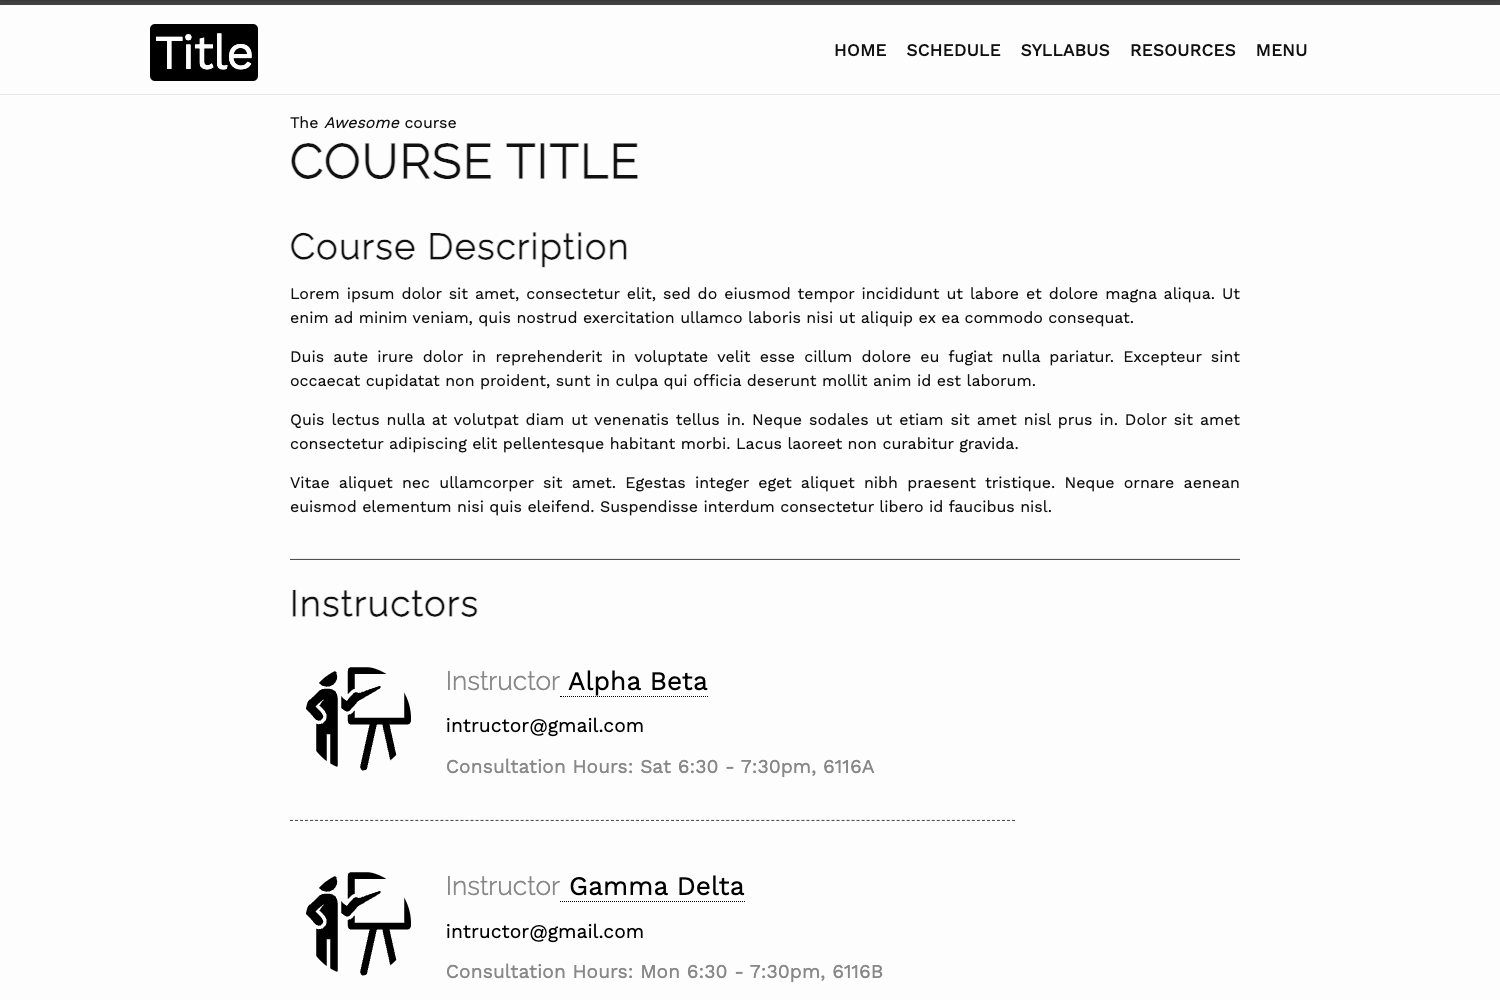 Title
HOME SCHEDULE SYLLABUS RESOURCES MENU
The Awesome course
COURSE TITLE
Course Description
Lorem ipsum dolor sit amet, consectetur elit, sed do eiusmod tempor incididunt ut labore et dolore magna aliqua. Ut
enim ad minim veniam, quis nostrud exercitation ullamco laboris nisi ut aliquip ex ea commodo consequat.
Duis aute irure dolor in reprehenderit in voluptate velit esse cillum dolore eu fugiat nulla pariatur. Excepteur sint
occaecat cupidatat non proident, sunt in culpa qui officia deserunt mollit anim id est laborum.
Quis lectus nulla at volutpat diam ut venenatis tellus in. Neque sodales ut etiam sit amet nisl prus in. Dolor sit amet
consectetur adipiscing elit pellentesque habitant morbi. Lacus laoreet non curabitur gravida.
Vitae aliquet nec ullamcorper sit amet. Egestas integer eget aliquet nibh praesent tristique. Neque ornare aenean
euismod elementum nisi quis eleifend. Suspendisse interdum consectetur libero id faucibus nisl.
Instructors
Instructor Alpha Beta
intructor@gmail.com
Consultation Hours: Sat 6:30 - 7:30pm, 6116A
Instructor Gamma Delta
intructor@gmail.com
Consultation Hours: Mon 6:30 - 7:30pm, 6116B